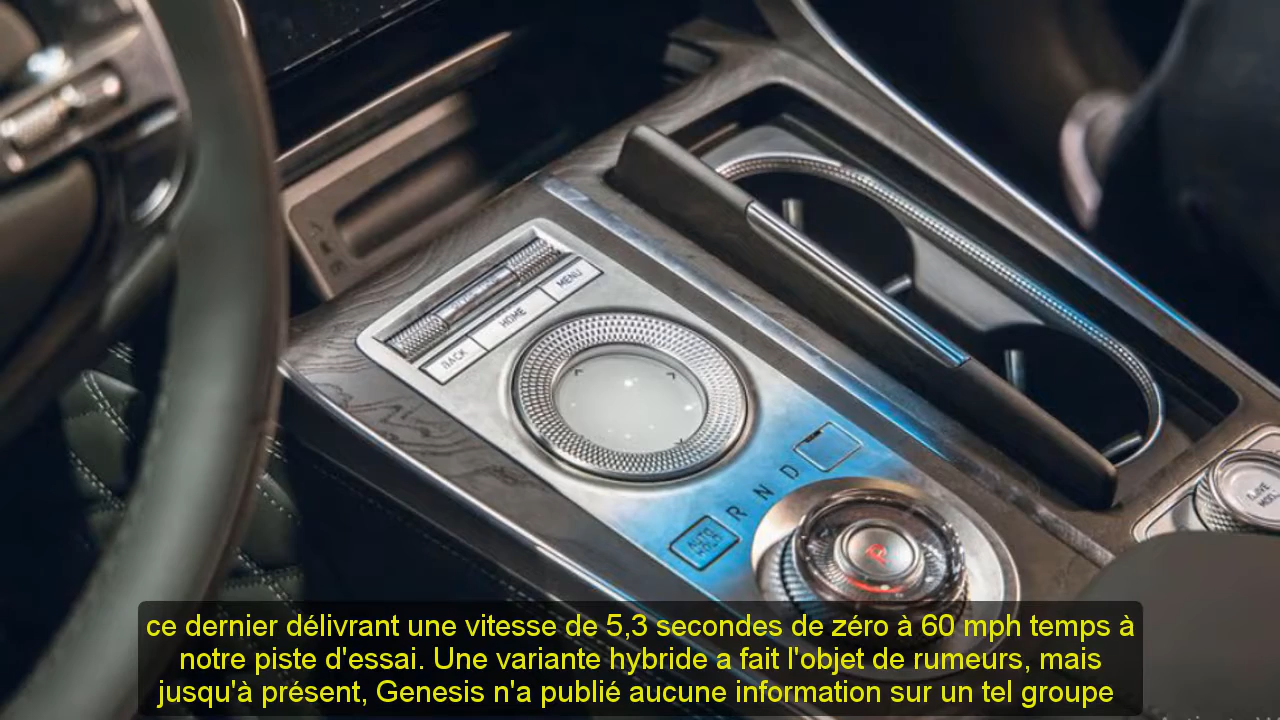 MENU
HOME
BACK
D
N
R
AUTO
HOLD
P
DRIVE
MODE
ce dernier délivrant une vitesse de 5,3 secondes de zéro à 60 mph temps à
notre piste d'essai. Une variante hybride a fait l'objet de rumeurs, mais
jusqu'à présent, Genesis n'a publié aucune information sur un tel groupe